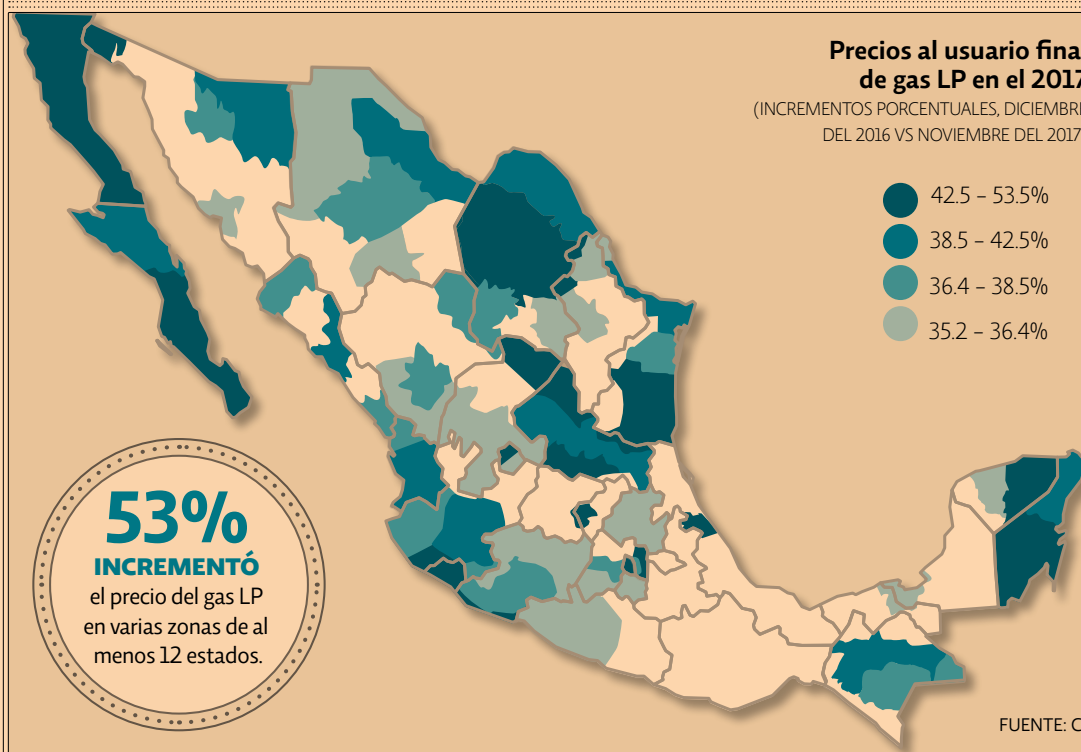 Precios al usuario fina
de gas LP en el 2017
(INCREMENTOS PORCENTUALES, DICIEMBRE
DEL 2016 VS NOVIEMBRE DEL 2017
42.5 – 53.5%
38.5 – 42.5%
36.4 – 38.5%
35.2 – 36.4%
53%
INCREMENTÓ
el precio del gas LP
en varias zonas de al
menos 12 estados.
FUENTE: C